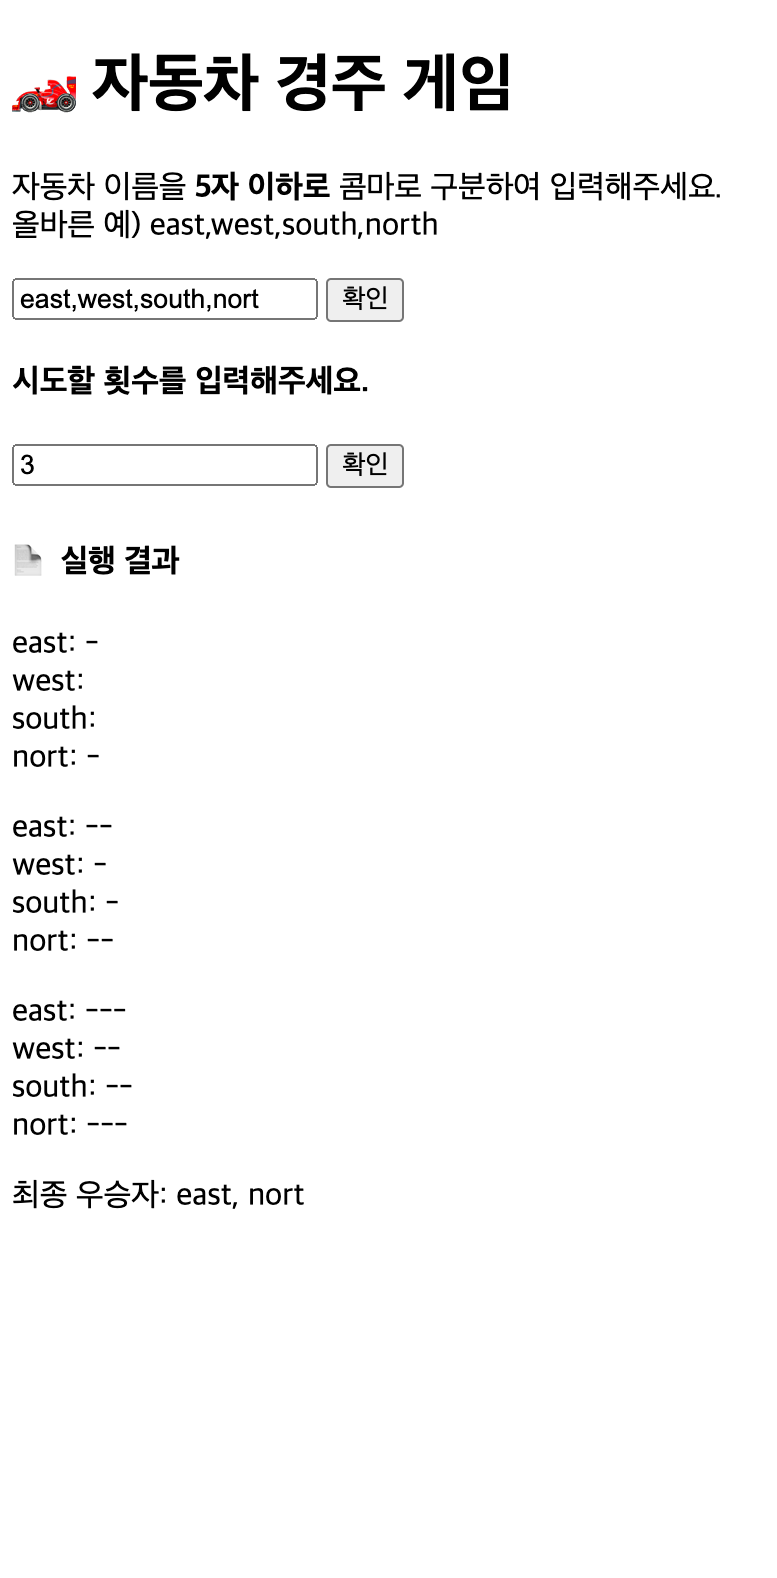 🏎️ 자동차 경주 게임
자동차 이름을 5자 이하로 콤마로 구분하여 입력해주세요.
올바른 예) east,west,south,north
east,west,south,nort 확인
시도할 횟수를 입력해주세요.
3 확인
📄 실행 결과
east: -
west:
south:
nort: -
east: --
west: -
south: -
nort: --
east: ---
west: --
south: --
nort: ---
최종 우승자: east, nort